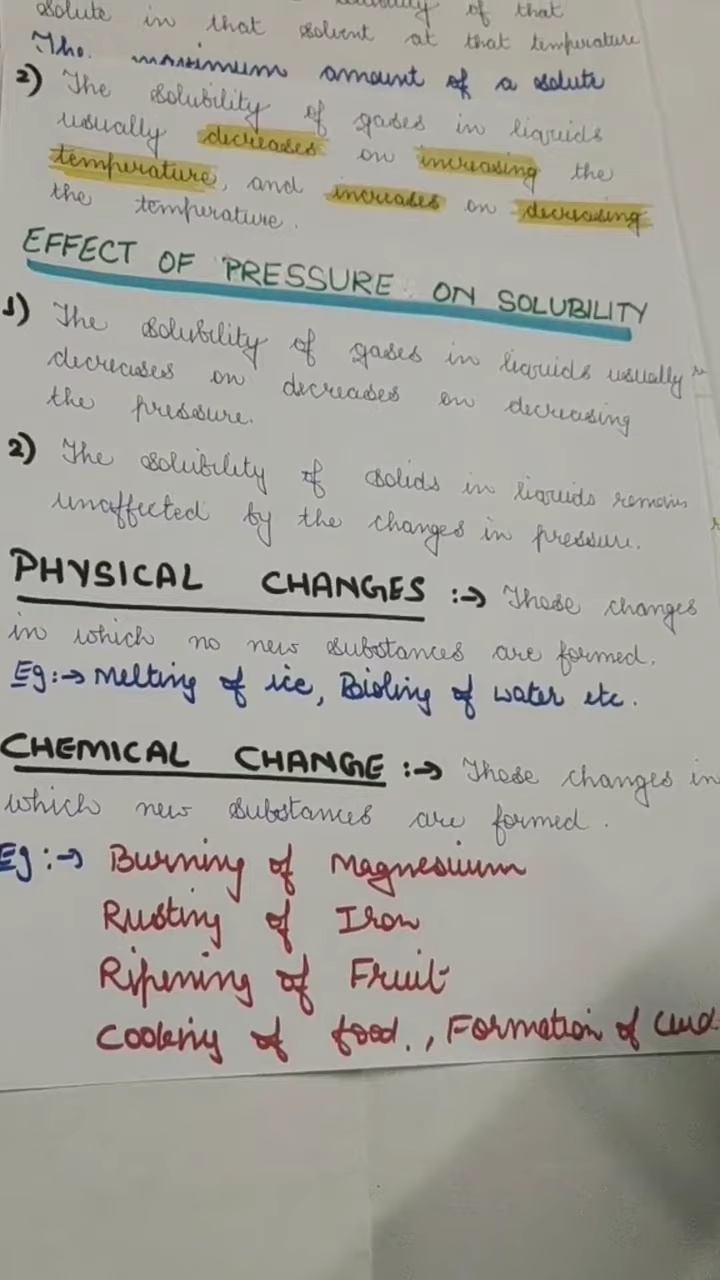 solute in that solvent at that temperature
of that
The maximum amount of a solute
2) The solubility of gases in liquids
usually decreases on increasing the
temperature, and increases on decreasing
the temperature.
EFFECT OF PRESSURE ON SOLUBILITY
1) The solubility of gases in liquids usually
decreases on decreases on decreasing
the pressure.
2) The solubility of solids in liquids remains
unaffected by the changes in pressure.
PHYSICAL CHANGES :→ Those changes
in which no new substances are formed.
Eg:→ Melting of ice, Bioling of water etc.
CHEMICAL CHANGE :→ Those changes in
which new substances are formed.
Eg:→ Burning of Magnesium
Rusting of Iron
Ripening of Fruit
Cooking of food., Formation of